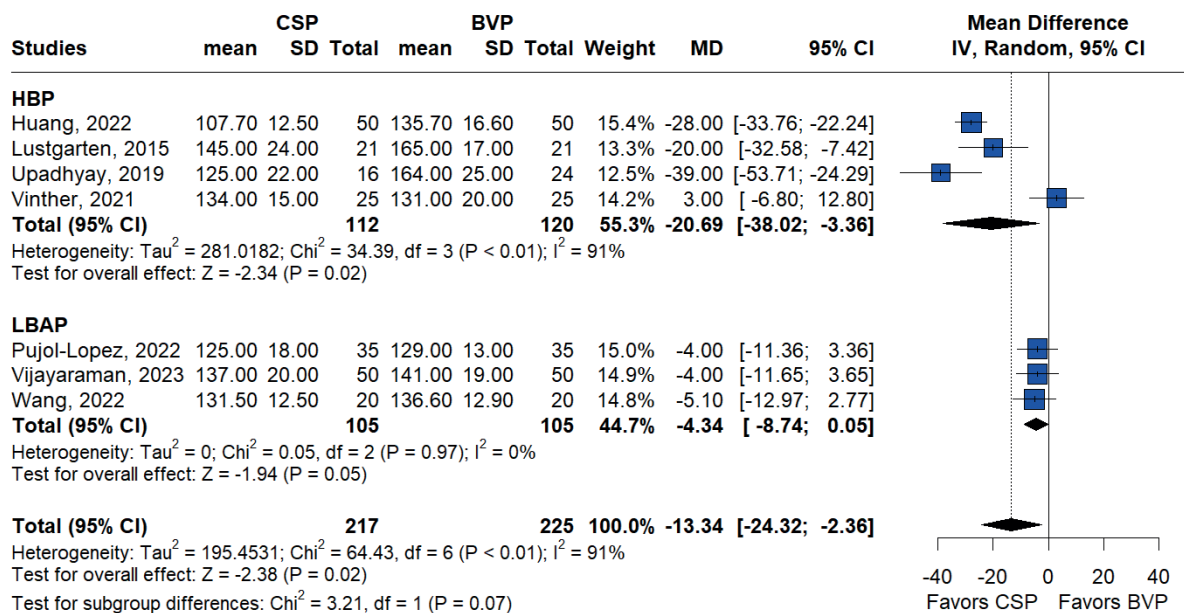 CSP BVP Mean Difference
Studies mean SD Total mean SD Total Weight MD 95% CI IV, Random, 95% CI
HBP
Huang, 2022 107.70 12.50 50 135.70 16.60 50 15.4% -28.00 [-33.76; -22.24]
Lustgarten, 2015 145.00 24.00 21 165.00 17.00 21 13.3% -20.00 [-32.58; -7.42]
Upadhyay, 2019 125.00 22.00 16 164.00 25.00 24 12.5% -39.00 [-53.71; -24.29]
Vinther, 2021 134.00 15.00 25 131.00 20.00 25 14.2% 3.00 [-6.80; 12.80]
Total (95% CI) 112 120 55.3% -20.69 [-38.02; -3.36]
Heterogeneity: Tau² = 281.0182; Chi² = 34.39, df = 3 (P < 0.01); I² = 91%
Test for overall effect: Z = -2.34 (P = 0.02)
LBAP
Pujol-Lopez, 2022 125.00 18.00 35 129.00 13.00 35 15.0% -4.00 [-11.36; 3.36]
Vijayaraman, 2023 137.00 20.00 50 141.00 19.00 50 14.9% -4.00 [-11.65; 3.65]
Wang, 2022 131.50 12.50 20 136.60 12.90 20 14.8% -5.10 [-12.97; 2.77]
Total (95% CI) 105 105 44.7% -4.34 [ -8.74; 0.05]
Heterogeneity: Tau² = 0; Chi² = 0.05, df = 2 (P = 0.97); I² = 0%
Test for overall effect: Z = -1.94 (P = 0.05)
Total (95% CI) 217 225 100.0% -13.34 [-24.32; -2.36]
Heterogeneity: Tau² = 195.4531; Chi² = 64.43, df = 6 (P < 0.01); I² = 91%
Test for overall effect: Z = -2.38 (P = 0.02)
Test for subgroup differences: Chi² = 3.21, df = 1 (P = 0.07)
-40 -20 0 20 40
Favors CSP Favors BVP